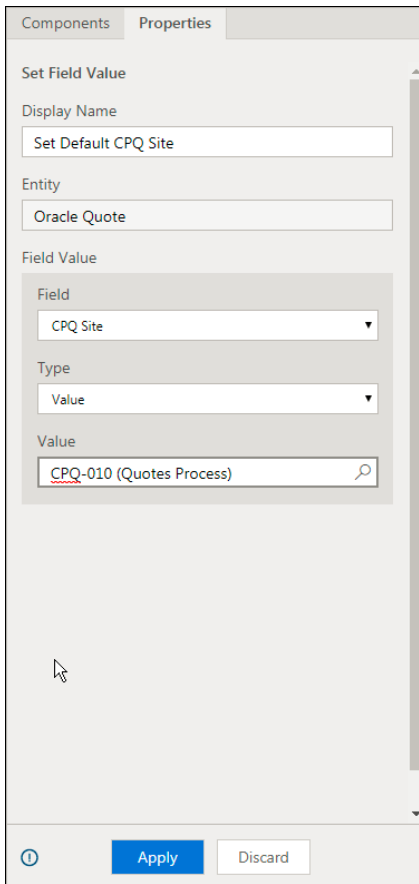 Components Properties
Set Field Value
Display Name
Set Default CPQ Site
Entity
Oracle Quote
Field Value
Field
CPQ Site
Type
Value
Value
CPQ-010 (Quotes Process)
Apply Discard